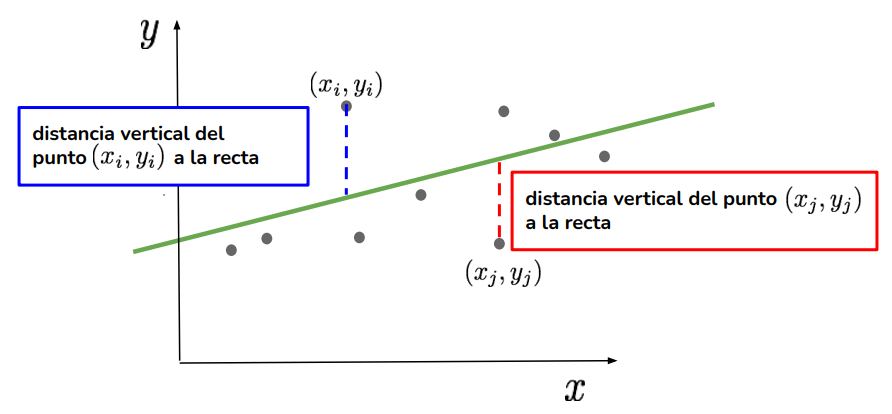 y
(x_i, y_i)
distancia vertical del
punto (x_i, y_i) a la recta
distancia vertical del punto (x_j, y_j)
a la recta
(x_j, y_j)
x